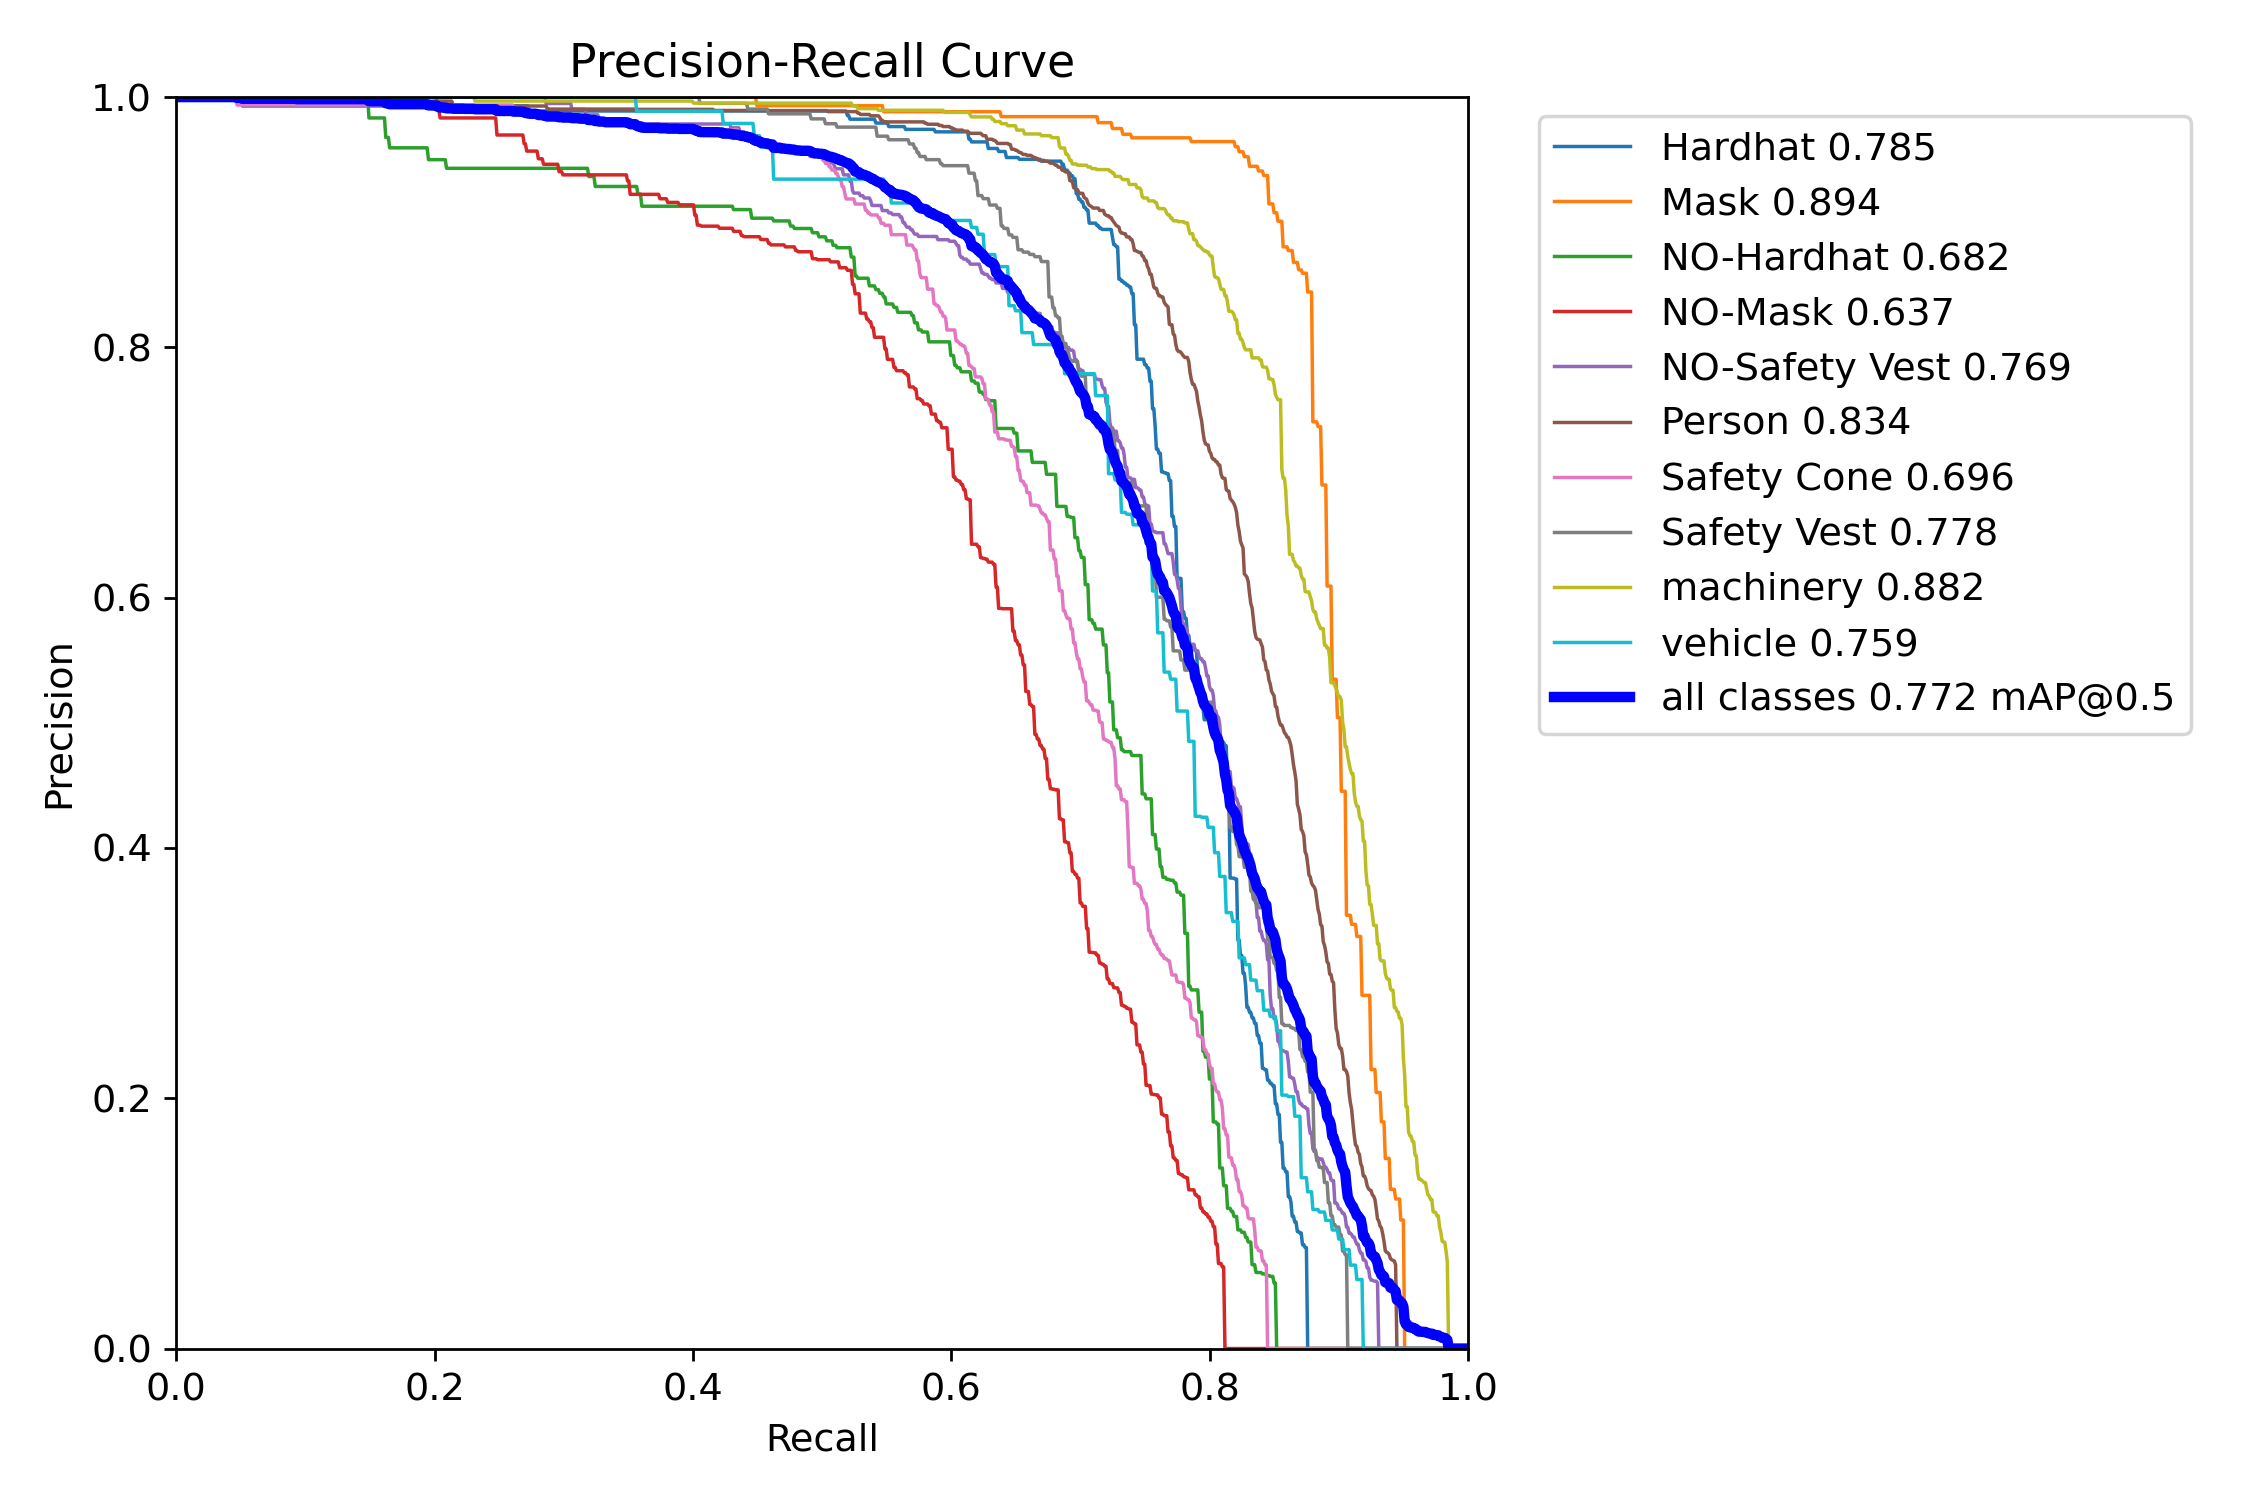 Precision-Recall Curve
1.0
0.8
0.6
0.4
0.2
0.0
Precision
0.0 0.2 0.4 0.6 0.8 1.0
Recall
Hardhat 0.785
Mask 0.894
NO-Hardhat 0.682
NO-Mask 0.637
NO-Safety Vest 0.769
Person 0.834
Safety Cone 0.696
Safety Vest 0.778
machinery 0.882
vehicle 0.759
all classes 0.772 mAP@0.5